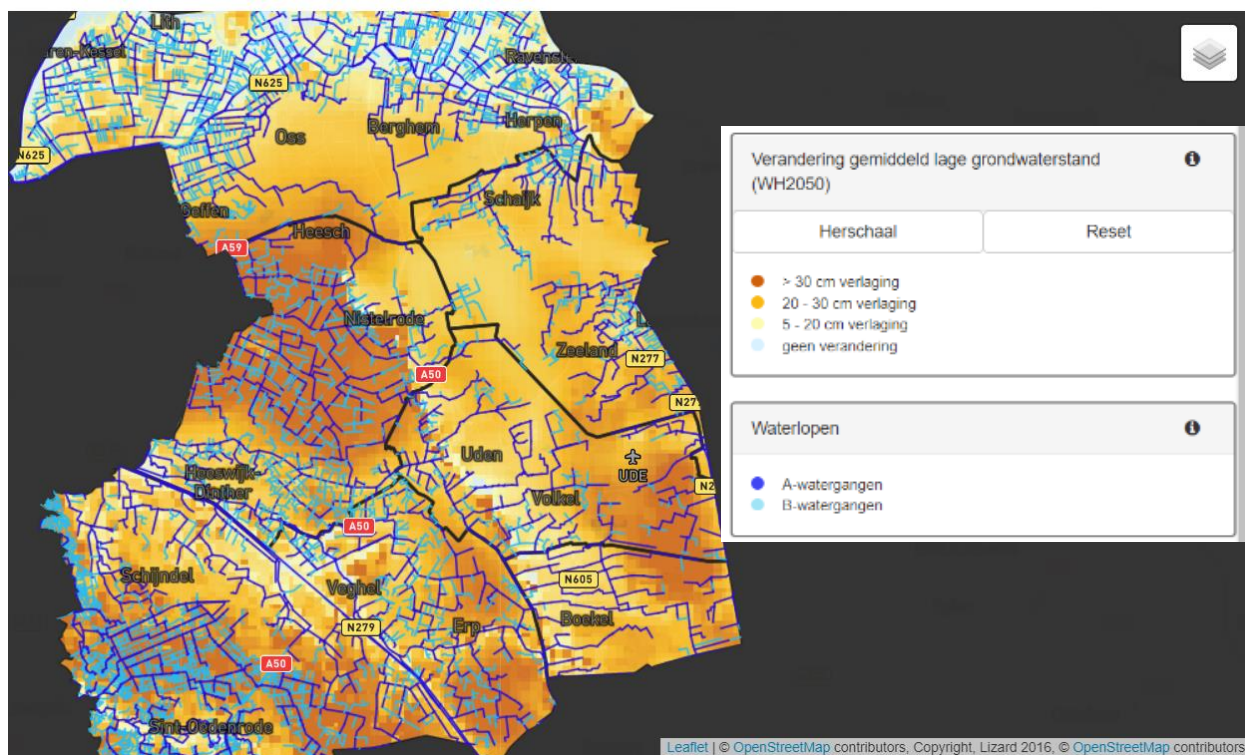 Lith
Ravenste
N625
Oss
Berghem
Herpen
N625
Schaijk
Heesch
A59
Nistelrode
Zeeland
N277
A50
N27
Uden
UDE
Heeswijk-
Dinther
Volkel
N2
A50
Schijndel
Veghel
N605
Boekel
Erp
N279
A50
Sint-Oedenrode
Verandering gemiddeld lage grondwaterstand
(WH2050)
Herschaal Reset
> 30 cm verlaging
20 - 30 cm verlaging
5 - 20 cm verlaging
geen verandering
Waterlopen
A-watergangen
B-watergangen
Leaflet | © OpenStreetMap contributors, Copyright, Lizard 2016, © OpenStreetMap contributors